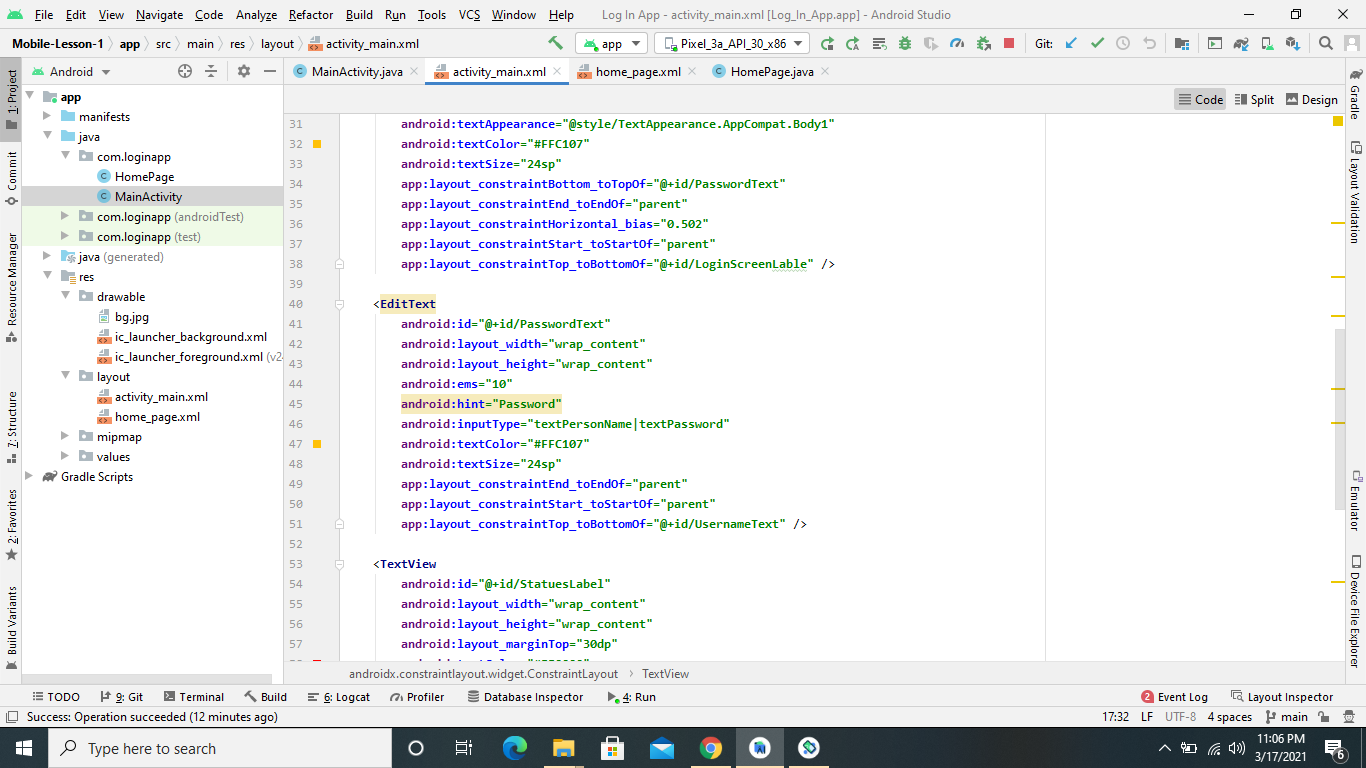 File Edit View Navigate Code Analyze Refactor Build Run Tools VCS Window Help Log In App - activity_main.xml [Log_In_App.app] - Android Studio
Mobile-Lesson-1 app src main res layout activity_main.xml app Pixel_3a_API_30_x86 Git:
Android MainActivity.java activity_main.xml home_page.xml HomePage.java
Code Split Design
1: Project
Commit
Resource Manager
7: Structure
2: Favorites
Build Variants
app
manifests
java
com.loginapp
HomePage
MainActivity
com.loginapp (androidTest)
com.loginapp (test)
java (generated)
res
drawable
bg.jpg
ic_launcher_background.xml
ic_launcher_foreground.xml (v2
layout
activity_main.xml
home_page.xml
mipmap
values
Gradle Scripts
31 android:textAppearance="@style/TextAppearance.AppCompat.Body1"
32 android:textColor="#FFC107"
33 android:textSize="24sp"
34 app:layout_constraintBottom_toTopOf="@+id/PasswordText"
35 app:layout_constraintEnd_toEndOf="parent"
36 app:layout_constraintHorizontal_bias="0.502"
37 app:layout_constraintStart_toStartOf="parent"
38 app:layout_constraintTop_toBottomOf="@+id/LoginScreenLable" />
39
40 <EditText
41 android:id="@+id/PasswordText"
42 android:layout_width="wrap_content"
43 android:layout_height="wrap_content"
44 android:ems="10"
45 android:hint="Password"
46 android:inputType="textPersonName|textPassword"
47 android:textColor="#FFC107"
48 android:textSize="24sp"
49 app:layout_constraintEnd_toEndOf="parent"
50 app:layout_constraintStart_toStartOf="parent"
51 app:layout_constraintTop_toBottomOf="@+id/UsernameText" />
52
53 <TextView
54 android:id="@+id/StatuesLabel"
55 android:layout_width="wrap_content"
56 android:layout_height="wrap_content"
57 android:layout_marginTop="30dp"
androidx.constraintlayout.widget.ConstraintLayout TextView
Gradle
Layout Validation
Emulator
Device File Explorer
TODO 9: Git Terminal Build 6: Logcat Profiler Database Inspector 4: Run 2 Event Log Layout Inspector
Success: Operation succeeded (12 minutes ago) 17:32 LF UTF-8 4 spaces main
Type here to search
11:06 PM
3/17/2021
6